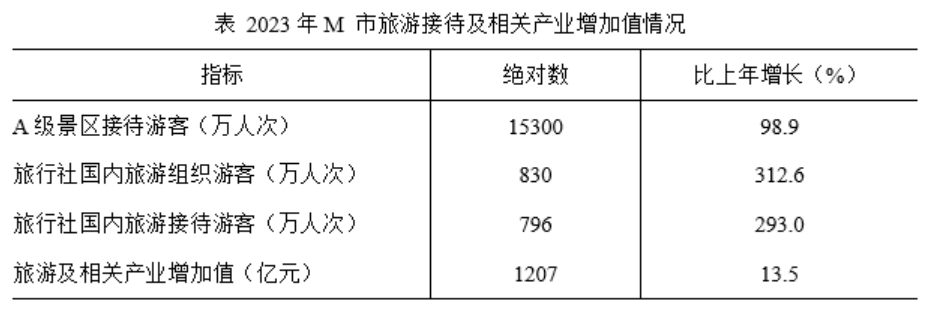 表 2023 年 M 市旅游接待及相关产业增加值情况
指标 绝对数 比上年增长（%）
A 级景区接待游客（万人次） 15300 98.9
旅行社国内旅游组织游客（万人次） 830 312.6
旅行社国内旅游接待游客（万人次） 796 293.0
旅游及相关产业增加值（亿元） 1207 13.5